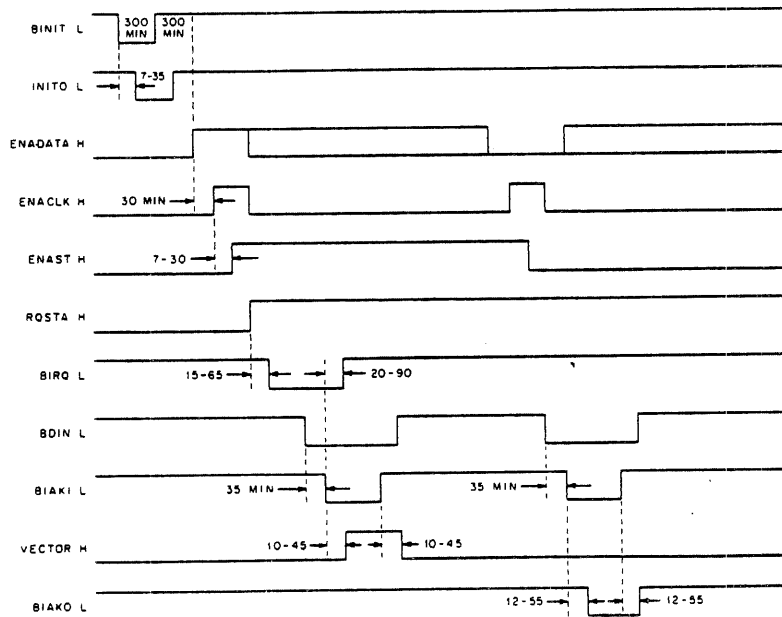 BINIT L
300 MIN
300 MIN
INITO L
7-35
ENADATA H
ENACLK H
30 MIN
ENAST H
7-30
RQSTA H
BIRQ L
15-65
20-90
BDIN L
BIAKI L
35 MIN
35 MIN
VECTOR H
10-45
10-45
BIAKO L
12-55
12-55